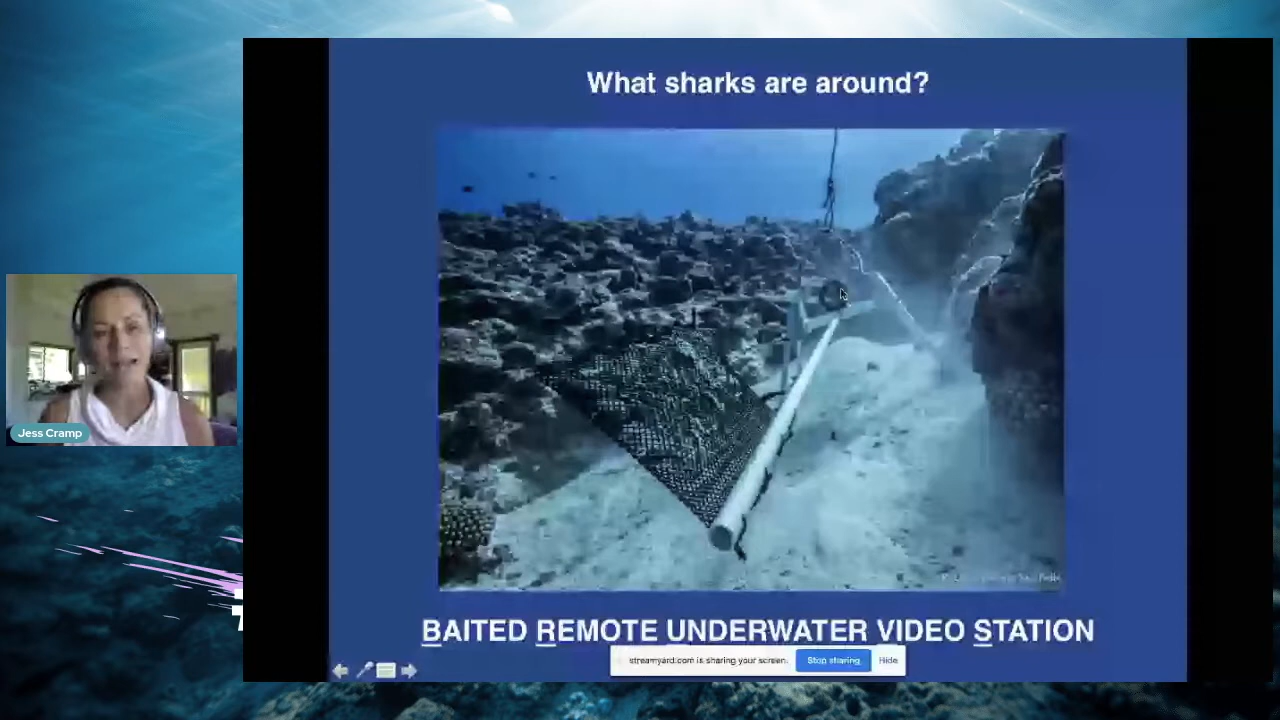 What sharks are around?
Jess Cramp
BAITED REMOTE UNDERWATER VIDEO STATION
streamyard.com is sharing your screen.
Stop sharing
Hide